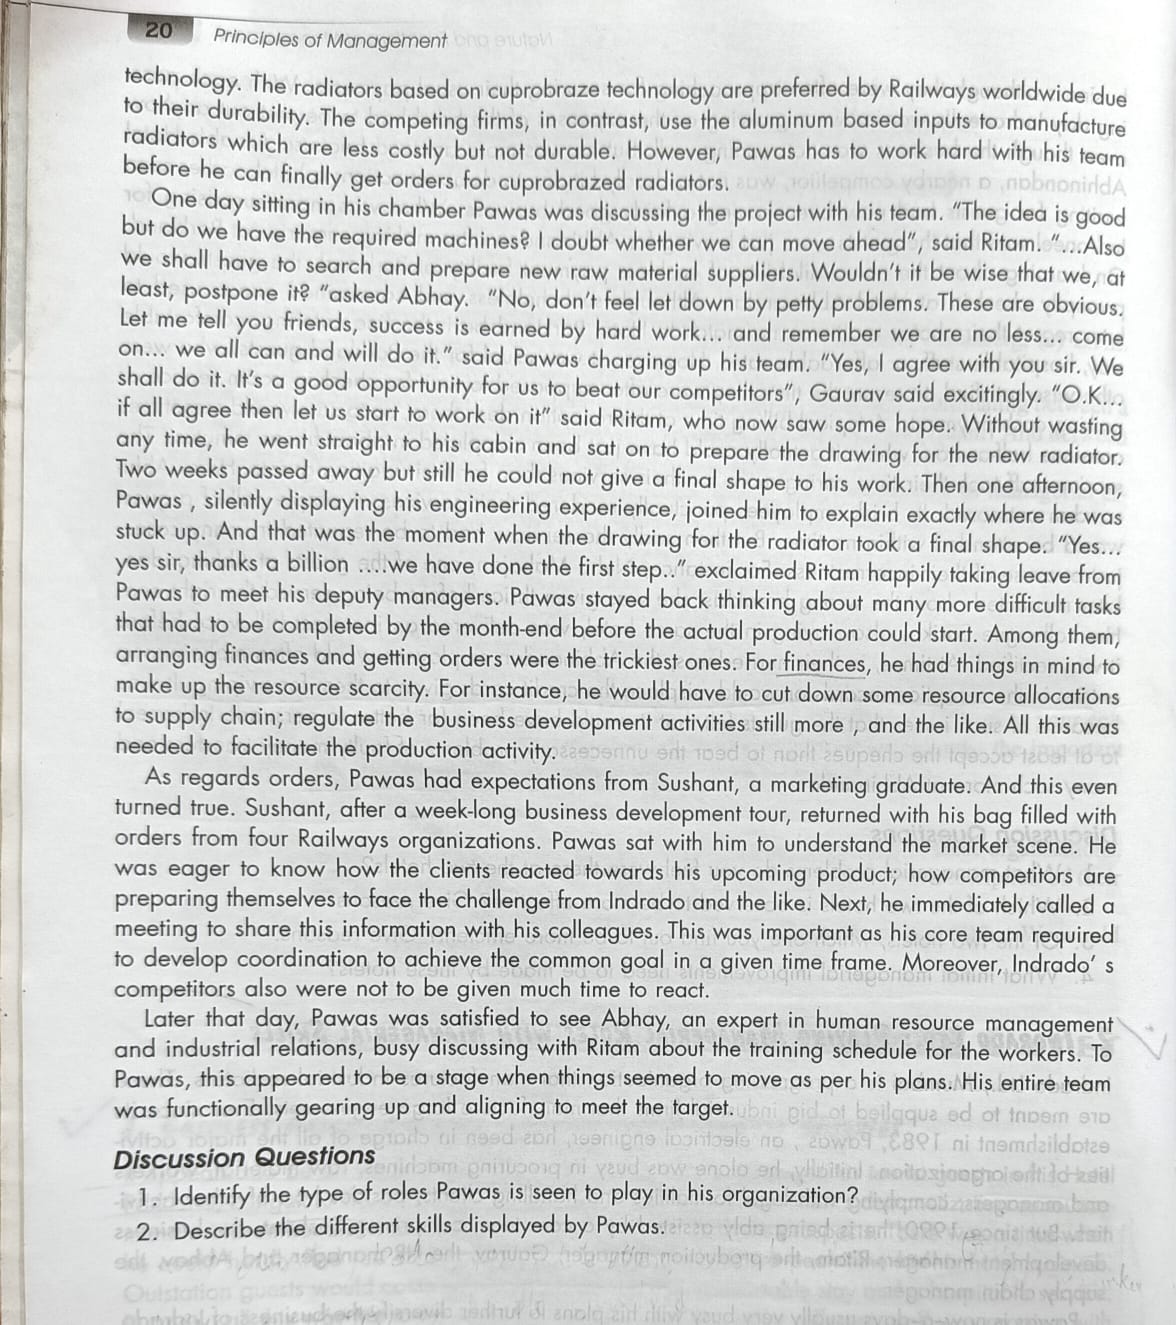 20 Principles of Management
technology. The radiators based on cuprobraze technology are preferred by Railways worldwide due
to their durability. The competing firms, in contrast, use the aluminum based inputs to manufacture
radiators which are less costly but not durable. However, Pawas has to work hard with his team
before he can finally get orders for cuprobrazed radiators.
One day sitting in his chamber Pawas was discussing the project with his team. "The idea is good
but do we have the required machines? I doubt whether we can move ahead", said Ritam. "...Also
we shall have to search and prepare new raw material suppliers. Wouldn't it be wise that we, at
least, postpone it? "asked Abhay. "No, don't feel let down by petty problems. These are obvious.
Let me tell you friends, success is earned by hard work... and remember we are no less... come
on... we all can and will do it." said Pawas charging up his team. "Yes, I agree with you sir. We
shall do it. It's a good opportunity for us to beat our competitors", Gaurav said excitingly. "O.K...
if all agree then let us start to work on it" said Ritam, who now saw some hope. Without wasting
any time, he went straight to his cabin and sat on to prepare the drawing for the new radiator.
Two weeks passed away but still he could not give a final shape to his work. Then one afternoon,
Pawas , silently displaying his engineering experience, joined him to explain exactly where he was
stuck up. And that was the moment when the drawing for the radiator took a final shape. "Yes...
yes sir, thanks a billion ....we have done the first step.." exclaimed Ritam happily taking leave from
Pawas to meet his deputy managers. Pawas stayed back thinking about many more difficult tasks
that had to be completed by the month-end before the actual production could start. Among them,
arranging finances and getting orders were the trickiest ones. For finances, he had things in mind to
make up the resource scarcity. For instance, he would have to cut down some resource allocations
to supply chain; regulate the business development activities still more , and the like. All this was
needed to facilitate the production activity.
As regards orders, Pawas had expectations from Sushant, a marketing graduate. And this even
turned true. Sushant, after a week-long business development tour, returned with his bag filled with
orders from four Railways organizations. Pawas sat with him to understand the market scene. He
was eager to know how the clients reacted towards his upcoming product; how competitors are
preparing themselves to face the challenge from Indrado and the like. Next, he immediately called a
meeting to share this information with his colleagues. This was important as his core team required
to develop coordination to achieve the common goal in a given time frame. Moreover, Indrado' s
competitors also were not to be given much time to react.
Later that day, Pawas was satisfied to see Abhay, an expert in human resource management
and industrial relations, busy discussing with Ritam about the training schedule for the workers. To
Pawas, this appeared to be a stage when things seemed to move as per his plans. His entire team
was functionally gearing up and aligning to meet the target.
Discussion Questions
1. Identify the type of roles Pawas is seen to play in his organization?
2. Describe the different skills displayed by Pawas.